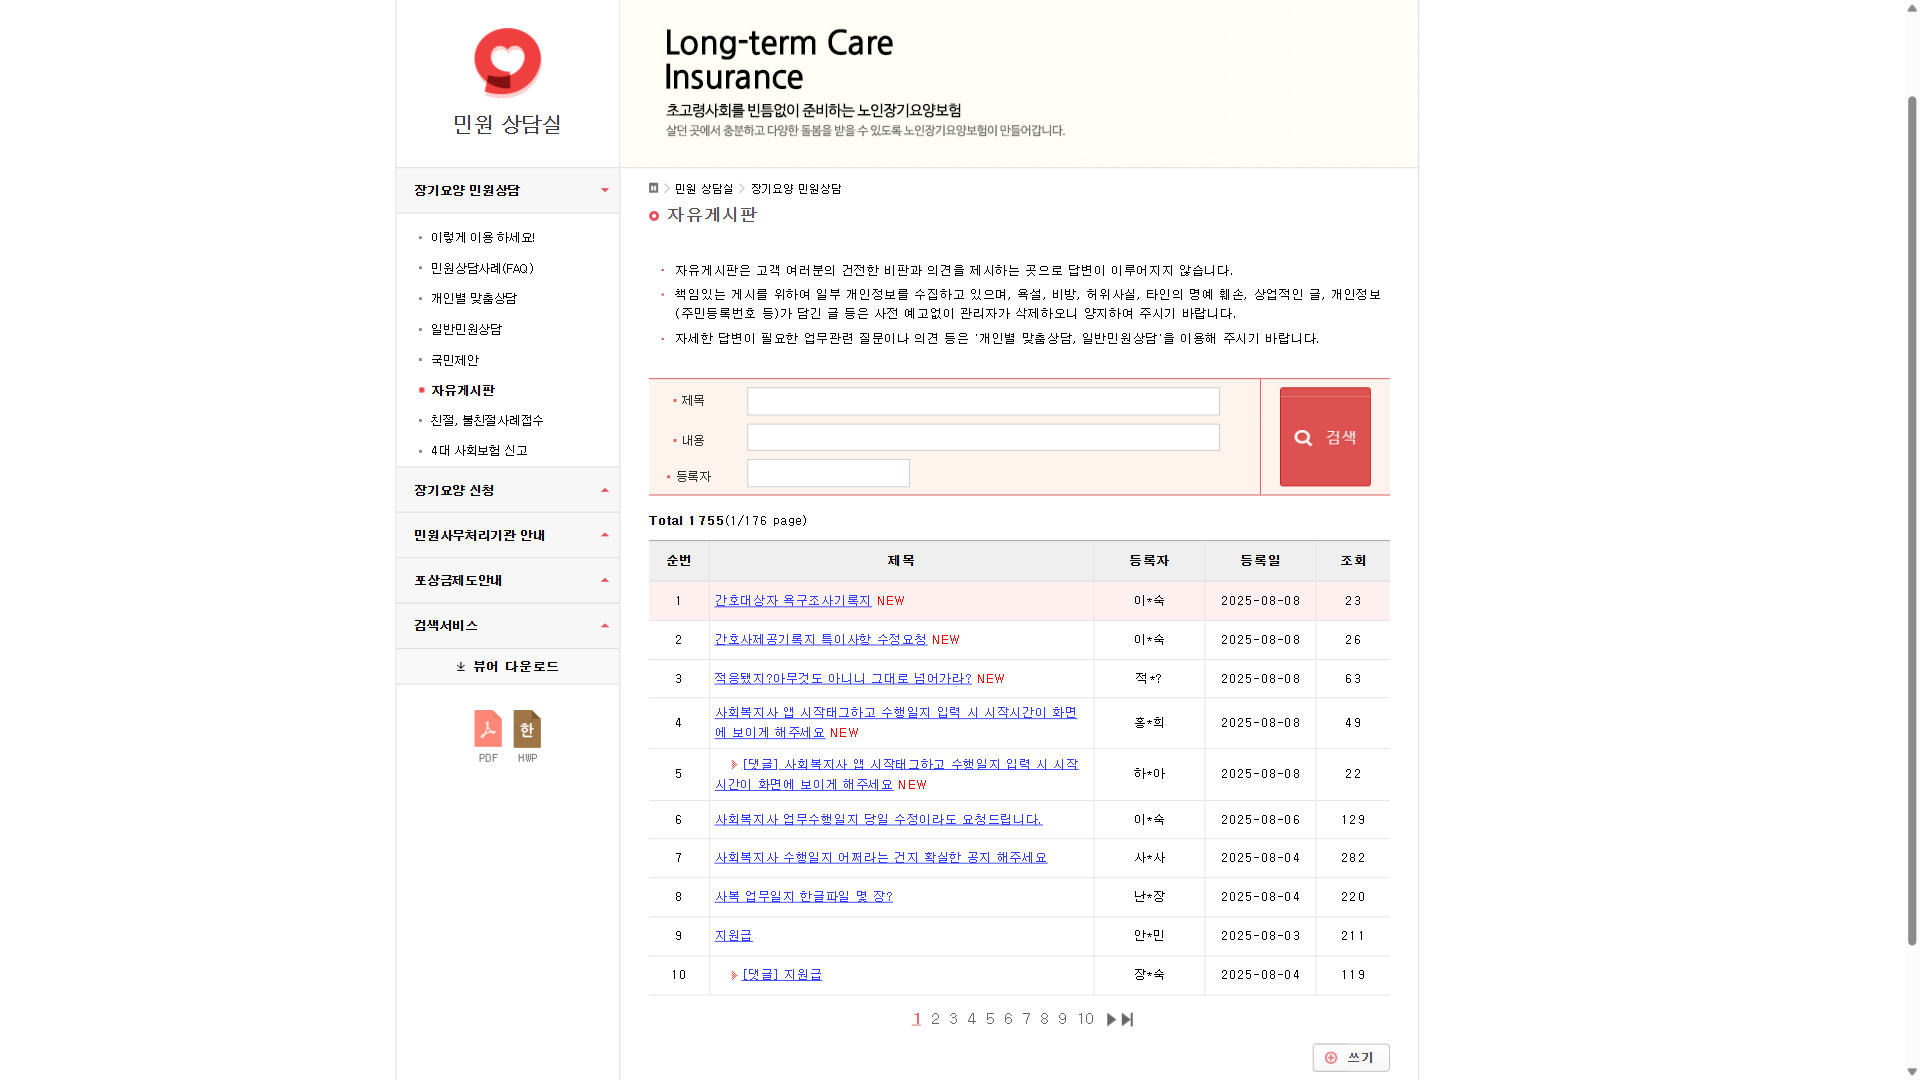 민원 상담실
Long-term Care
Insurance
초고령사회를 빈틈없이 준비하는 노인장기요양보험
살던 곳에서 충분하고 다양한 돌봄을 받을 수 있도록 노인장기요양보험이 만들어갑니다.
장기요양 민원상담
이렇게 이용 하세요!
민원상담사례(FAQ)
개인별 맞춤상담
일반민원상담
국민제안
자유게시판
친절, 불친절사례접수
4대 사회보험 신고
장기요양 신청
민원사무처리기관 안내
포상금제도안내
검색서비스
뷰어 다운로드
한
PDF HWP
H > 민원 상담실 > 장기요양 민원상담
자유게시판
자유게시판은 고객 여러분의 건전한 비판과 의견을 제시하는 곳으로 답변이 이루어지지 않습니다.
책임있는 게시를 위하여 일부 개인정보를 수집하고 있으며, 욕설, 비방, 허위사실, 타인의 명예 훼손, 상업적인 글, 개인정보
(주민등록번호 등)가 담긴 글 등은 사전 예고없이 관리자가 삭제하오니 양지하여 주시기 바랍니다.
자세한 답변이 필요한 업무관련 질문이나 의견 등은 '개인별 맞춤상담, 일반민원상담'을 이용해 주시기 바랍니다.
제목
내용
등록자
검색
Total 1755(1/176 page)
순번 제목 등록자 등록일 조회
1 간호대상자 욕구조사기록지 NEW 이*숙 2025-08-08 23
2 간호사제공기록지 특이사항 수정요청 NEW 이*숙 2025-08-08 26
3 적응됐지?아무것도 아니니 그대로 넘어가라? NEW 적*? 2025-08-08 63
4 사회복지사 앱 시작태그하고 수행일지 입력 시 시작시간이 화면
에 보이게 해주세요 NEW 홍*희 2025-08-08 49
5 [댓글] 사회복지사 앱 시작태그하고 수행일지 입력 시 시작
시간이 화면에 보이게 해주세요 NEW 하*아 2025-08-08 22
6 사회복지사 업무수행일지 당일 수정이라도 요청드립니다. 이*숙 2025-08-06 129
7 사회복지사 수행일지 어쩌라는 건지 확실한 공지 해주세요 사*사 2025-08-04 282
8 사복 업무일지 한글파일 몇 장? 난*장 2025-08-04 220
9 지원금 안*민 2025-08-03 211
10 [댓글] 지원금 장*숙 2025-08-04 119
1 2 3 4 5 6 7 8 9 10
쓰기